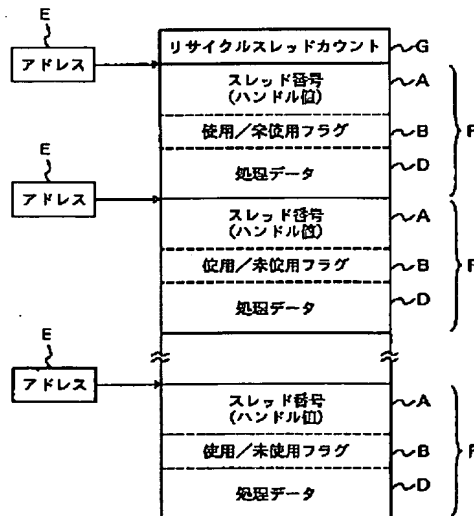 E
アドレス
リサイクルスレッドカウント
G
スレッド番号
(ハンドル値)
A
使用/未使用フラグ
B
処理データ
D
F
E
アドレス
スレッド番号
(ハンドル値)
A
使用/未使用フラグ
B
処理データ
D
F
E
アドレス
スレッド番号
(ハンドル値)
A
使用/未使用フラグ
B
処理データ
D
F